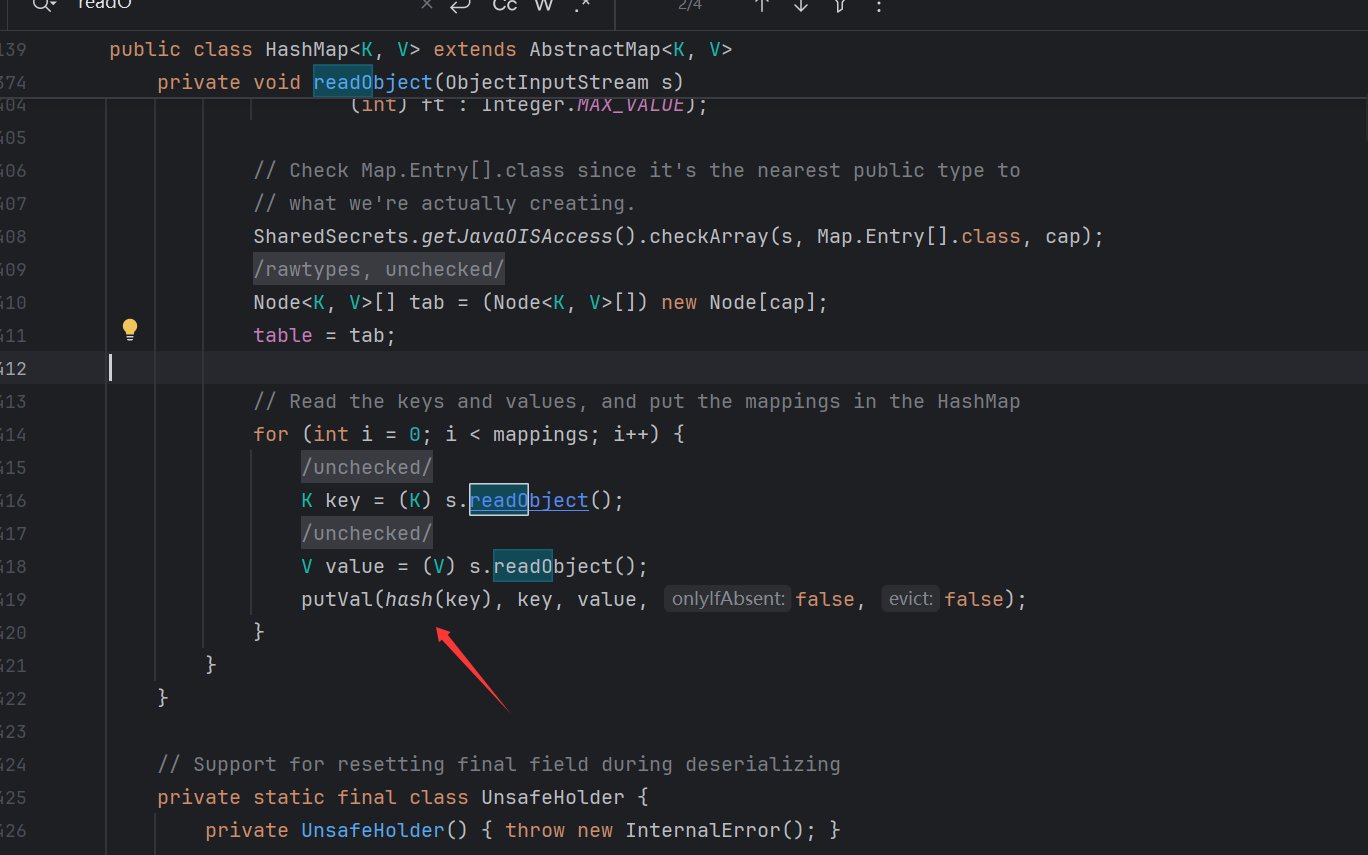 readO Cc W .* 2/4
139 public class HashMap<K, V> extends AbstractMap<K, V>
374 private void readObject(ObjectInputStream s)
404 (int) ft : Integer.MAX_VALUE);
405
406 // Check Map.Entry[].class since it's the nearest public type to
407 // what we're actually creating.
408 SharedSecrets.getJavaOISAccess().checkArray(s, Map.Entry[].class, cap);
409 /rawtypes, unchecked/
410 Node<K, V>[] tab = (Node<K, V>[]) new Node[cap];
411 table = tab;
412
413 // Read the keys and values, and put the mappings in the HashMap
414 for (int i = 0; i < mappings; i++) {
415 /unchecked/
416 K key = (K) s.readObject();
417 /unchecked/
418 V value = (V) s.readObject();
419 putVal(hash(key), key, value, onlyIfAbsent: false, evict: false);
420 }
421 }
422 }
423
424 // Support for resetting final field during deserializing
425 private static final class UnsafeHolder {
426 private UnsafeHolder() { throw new InternalError(); }